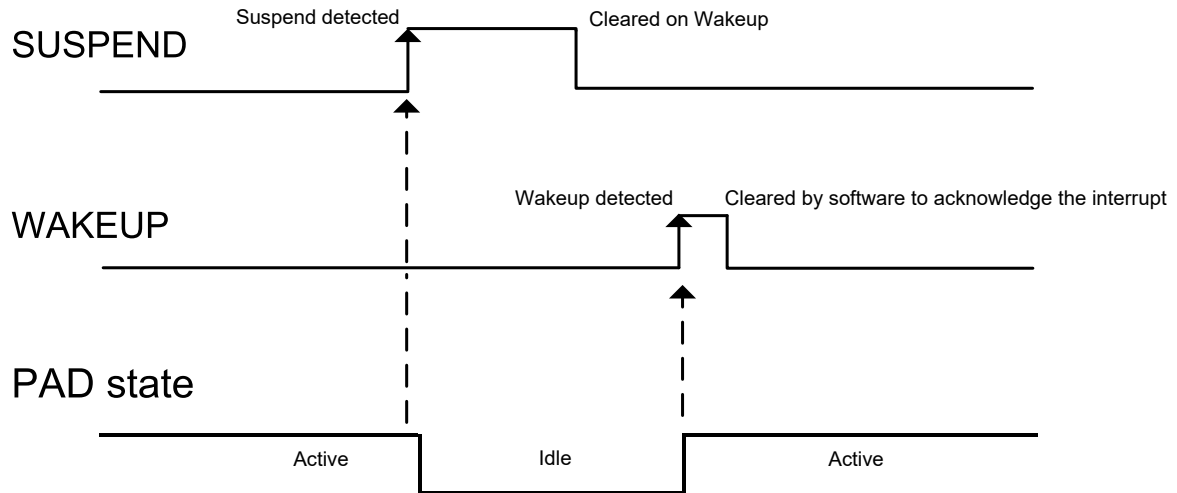 Suspend detected
Cleared on Wakeup
SUSPEND
Wakeup detected
Cleared by software to acknowledge the interrupt
WAKEUP
PAD state
Active
Idle
Active